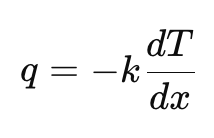 q = −k dT/dx